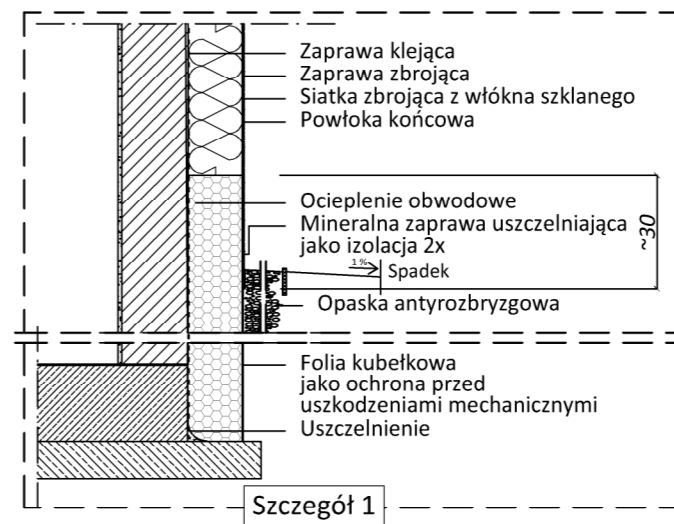 Zaprawa klejąca
Zaprawa zbrojąca
Siatka zbrojąca z włókna szklanego
Powłoka końcowa
Ocieplenie obwodowe
Mineralna zaprawa uszczelniająca
jako izolacja 2x
~30
1 %
Spadek
Opaska antyrozbryzgowa
Folia kubełkowa
jako ochrona przed
uszkodzeniami mechanicznymi
Uszczelnienie
Szczegół 1